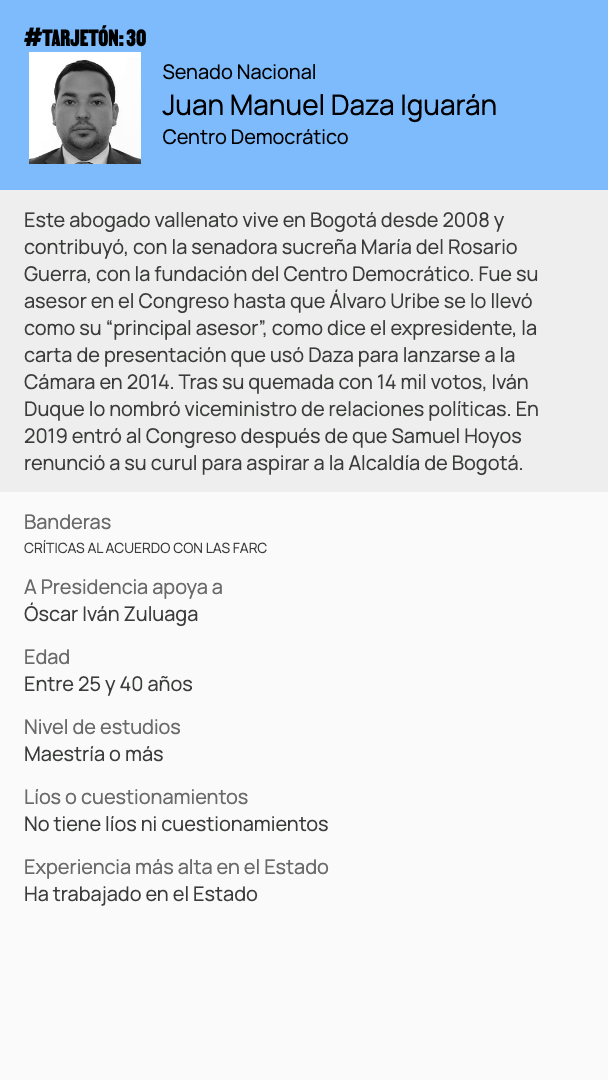 #TARJETÓN: 30
Senado Nacional
Juan Manuel Daza Iguarán
Centro Democrático
Este abogado vallenato vive en Bogotá desde 2008 y
contribuyó, con la senadora sucreña María del Rosario
Guerra, con la fundación del Centro Democrático. Fue su
asesor en el Congreso hasta que Álvaro Uribe se lo llevó
como su “principal asesor”, como dice el expresidente, la
carta de presentación que usó Daza para lanzarse a la
Cámara en 2014. Tras su quemada con 14 mil votos, Iván
Duque lo nombró viceministro de relaciones políticas. En
2019 entró al Congreso después de que Samuel Hoyos
renunció a su curul para aspirar a la Alcaldía de Bogotá.
Banderas
CRÍTICAS AL ACUERDO CON LAS FARC
A Presidencia apoya a
Óscar Iván Zuluaga
Edad
Entre 25 y 40 años
Nivel de estudios
Maestría o más
Líos o cuestionamientos
No tiene líos ni cuestionamientos
Experiencia más alta en el Estado
Ha trabajado en el Estado